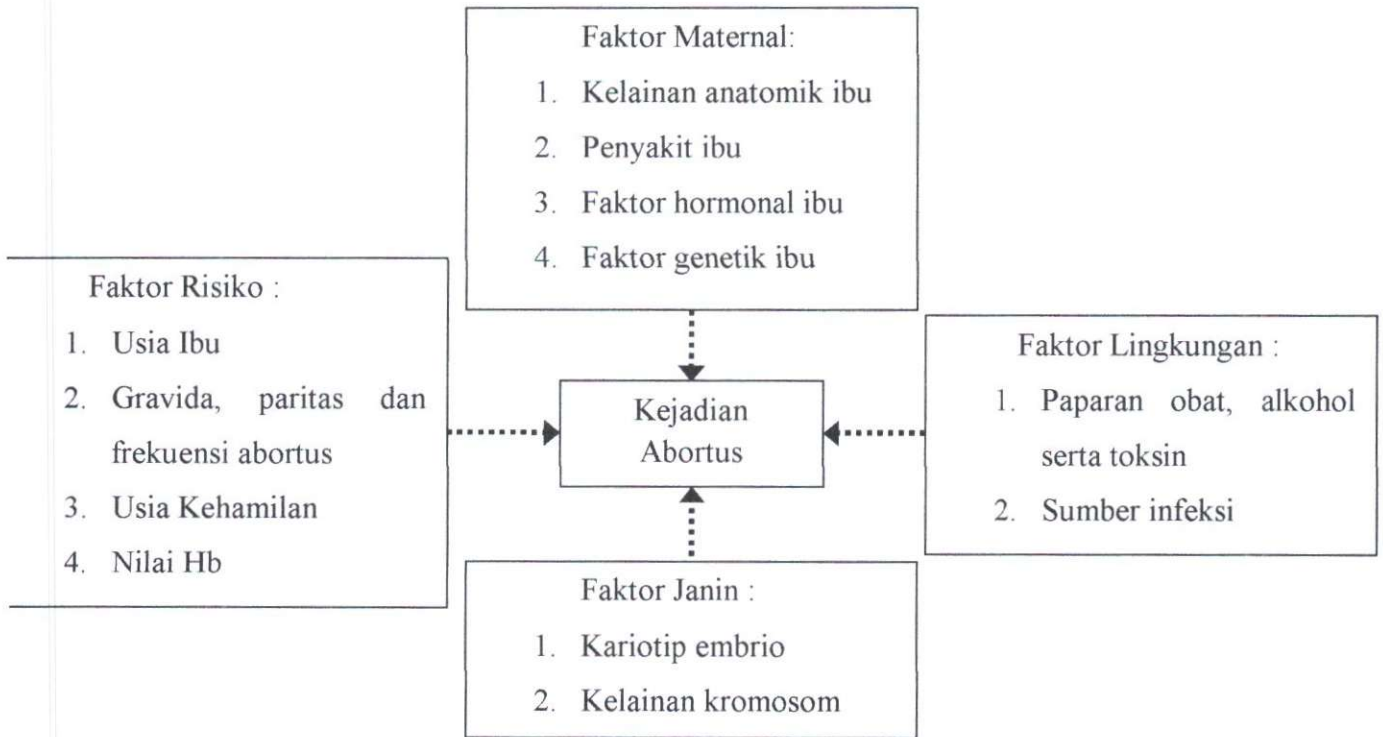 Faktor Maternal:
1. Kelainan anatomik ibu
2. Penyakit ibu
3. Faktor hormonal ibu
4. Faktor genetik ibu
Faktor Risiko :
1. Usia Ibu
2. Gravida, paritas dan
frekuensi abortus
3. Usia Kehamilan
4. Nilai Hb
Kejadian
Abortus
Faktor Lingkungan :
1. Paparan obat, alkohol
serta toksin
2. Sumber infeksi
Faktor Janin :
1. Kariotip embrio
2. Kelainan kromosom